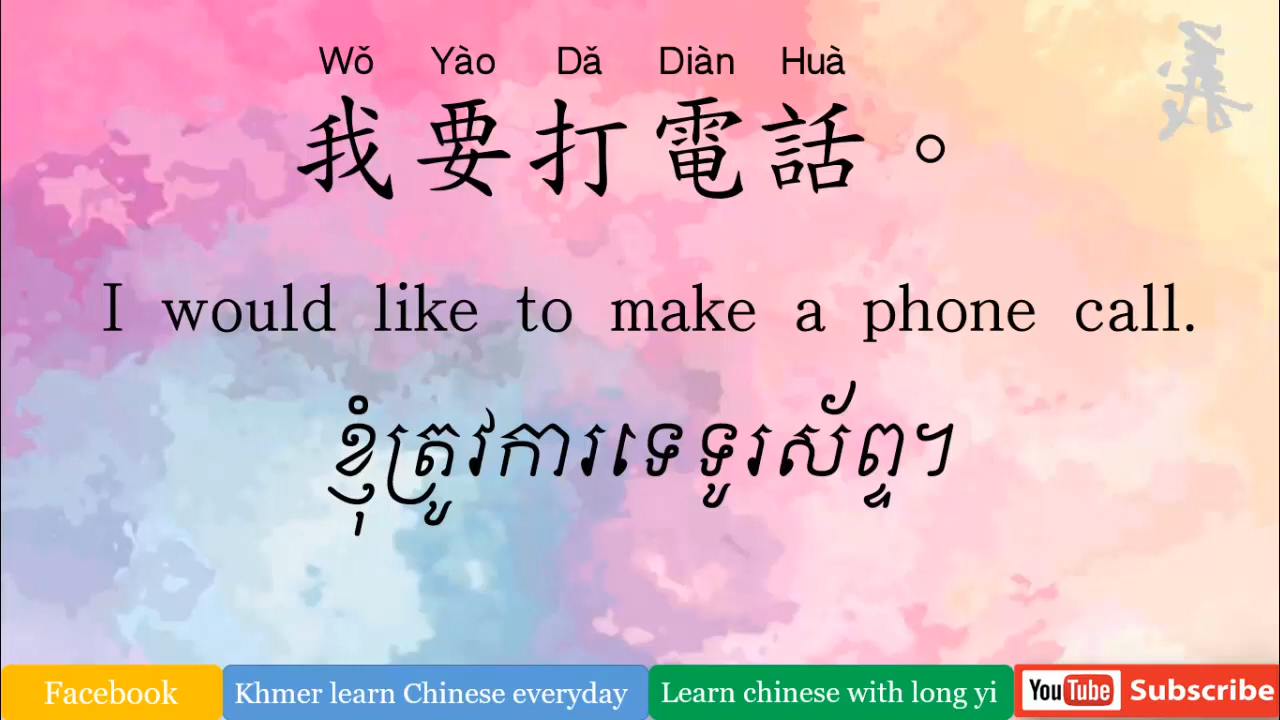 Wǒ Yào Dǎ Diàn Huà
我要打電話。
I would like to make a phone call.
ខ្ញុំត្រូវការទេទូរស័ព្ទ។
Facebook
Khmer learn Chinese everyday
Learn chinese with long yi
YouTube Subscribe